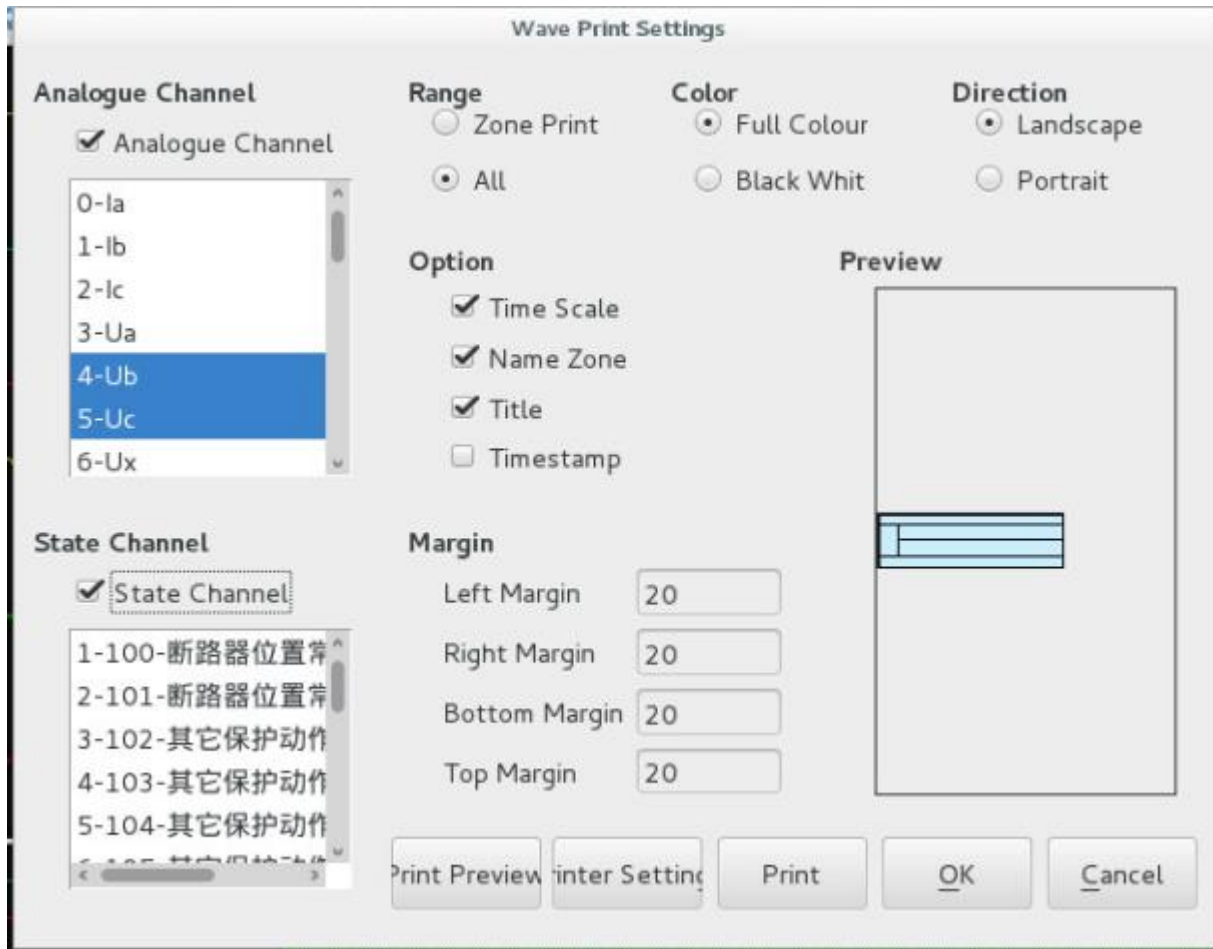 Wave Print Settings
Analogue Channel
Analogue Channel
0-Ia
1-Ib
2-Ic
3-Ua
4-Ub
5-Uc
6-Ux
State Channel
State Channel
1-100-断路器位置常
2-101-断路器位置常
3-102-其它保护动作
4-103-其它保护动作
5-104-其它保护动作
Range
Zone Print
All
Color
Full Colour
Black Whit
Direction
Landscape
Portrait
Option
Time Scale
Name Zone
Title
Timestamp
Preview
Margin
Left Margin 20
Right Margin 20
Bottom Margin 20
Top Margin 20
Print Preview
inter Setting
Print
OK
Cancel